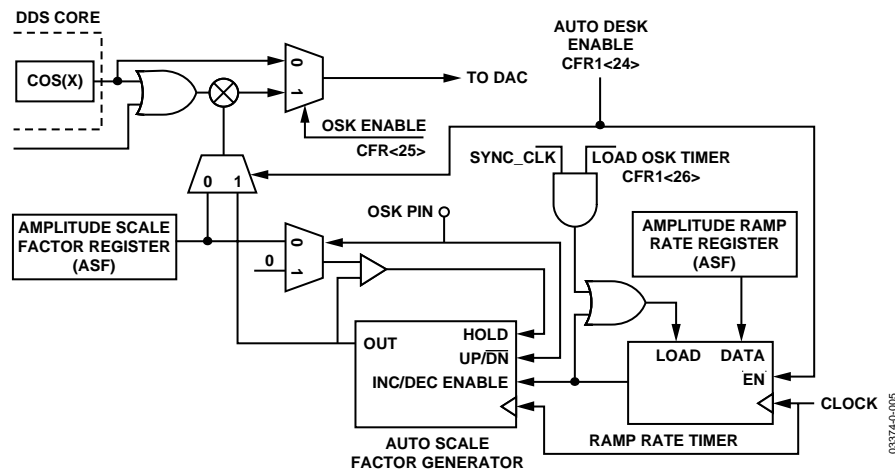 DDS CORE
COS(X)
0
1
TO DAC
AUTO DESK
ENABLE
CFR1<24>
OSK ENABLE
CFR<25>
SYNC_CLK
LOAD OSK TIMER
CFR1<26>
0 1
OSK PIN
AMPLITUDE SCALE
FACTOR REGISTER
(ASF)
0
1
0
AMPLITUDE RAMP
RATE REGISTER
(ASF)
OUT
HOLD
UP/DN
INC/DEC ENABLE
LOAD DATA
EN
CLOCK
AUTO SCALE
FACTOR GENERATOR
RAMP RATE TIMER
03374-0-005